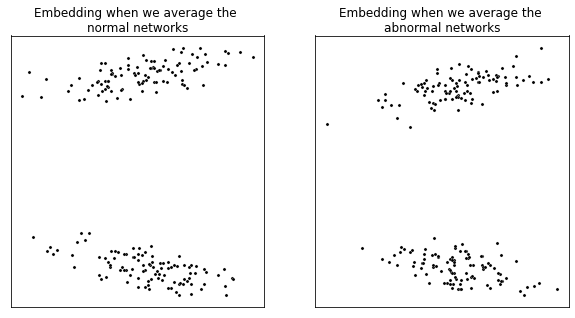 Embedding when we average the
normal networks
Embedding when we average the
abnormal networks